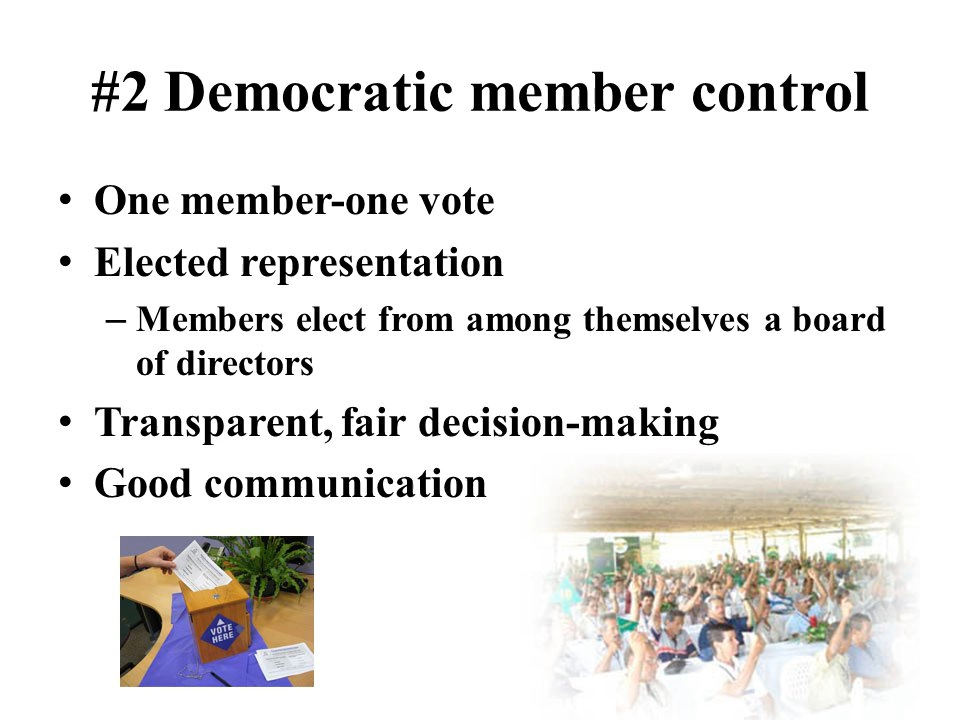 #2 Democratic member control
• One member-one vote
• Elected representation
– Members elect from among themselves a board
of directors
• Transparent, fair decision-making
• Good communication
VOTE
HERE